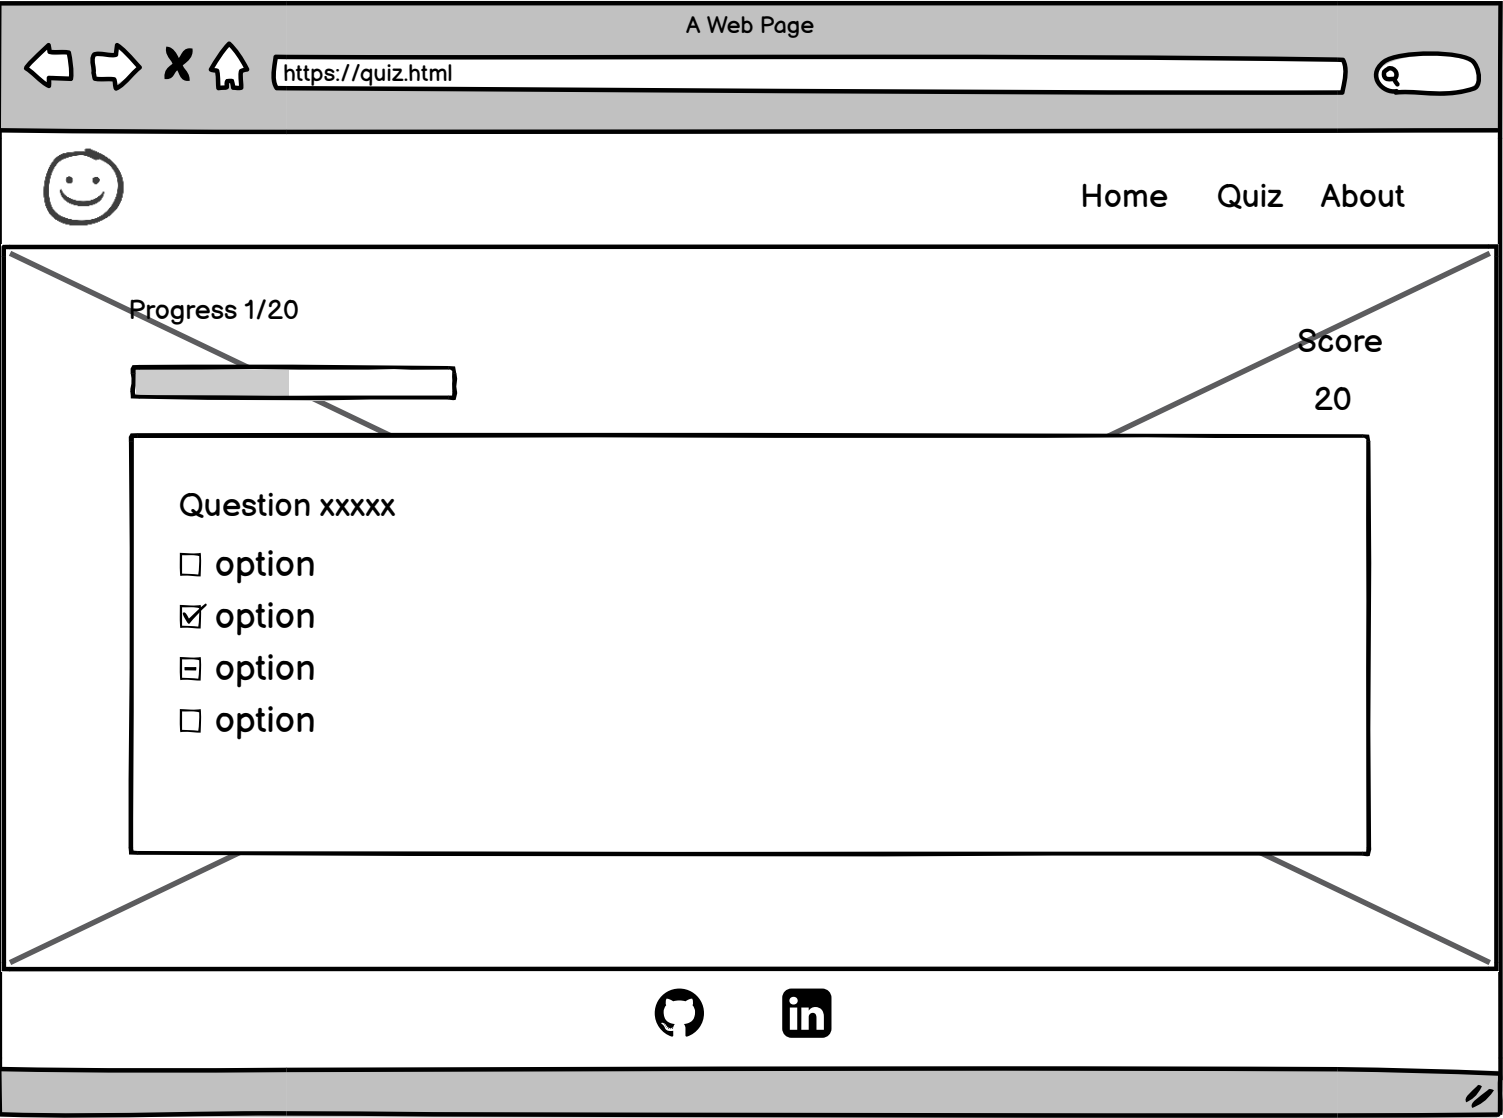 A Web Page
https://quiz.html
Home Quiz About
Progress 1/20
Score
20
Question xxxxx
option
option
option
option
in